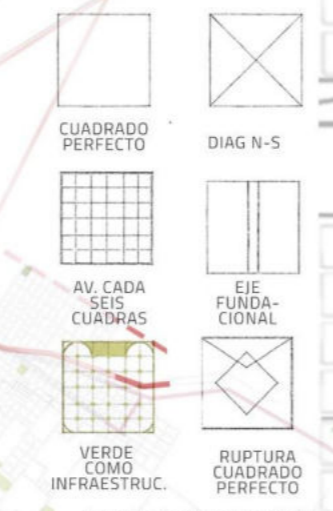 CUADRADO
PERFECTO
DIAG N-S
AV. CADA
SEIS
CUADRAS
EJE
FUNDA-
CIONAL
VERDE
COMO
INFRAESTRUC.
RUPTURA
CUADRADO
PERFECTO